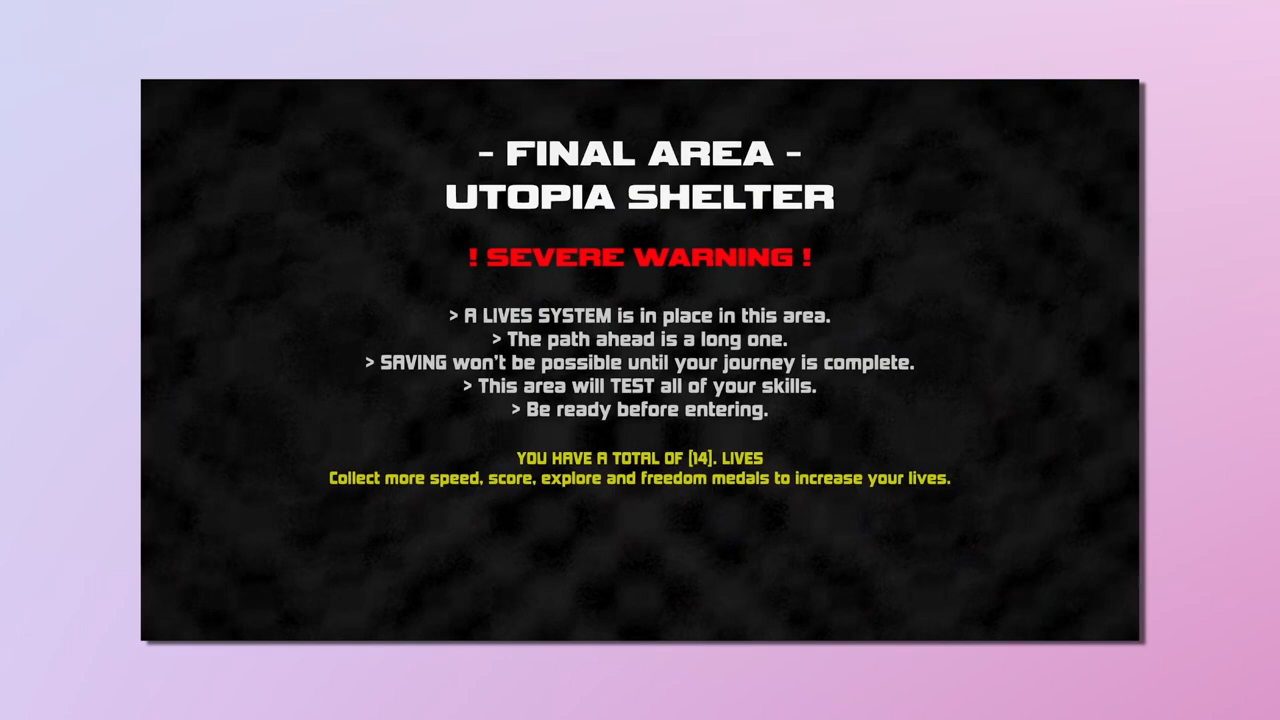 - FINAL AREA -
UTOPIA SHELTER
! SEVERE WARNING !
> A LIVES SYSTEM is in place in this area.
> The path ahead is a long one.
> SAVING won't be possible until your journey is complete.
> This area will TEST all of your skills.
> Be ready before entering.
YOU HAVE A TOTAL OF [14]. LIVES
Collect more speed, score, explore and freedom medals to increase your lives.